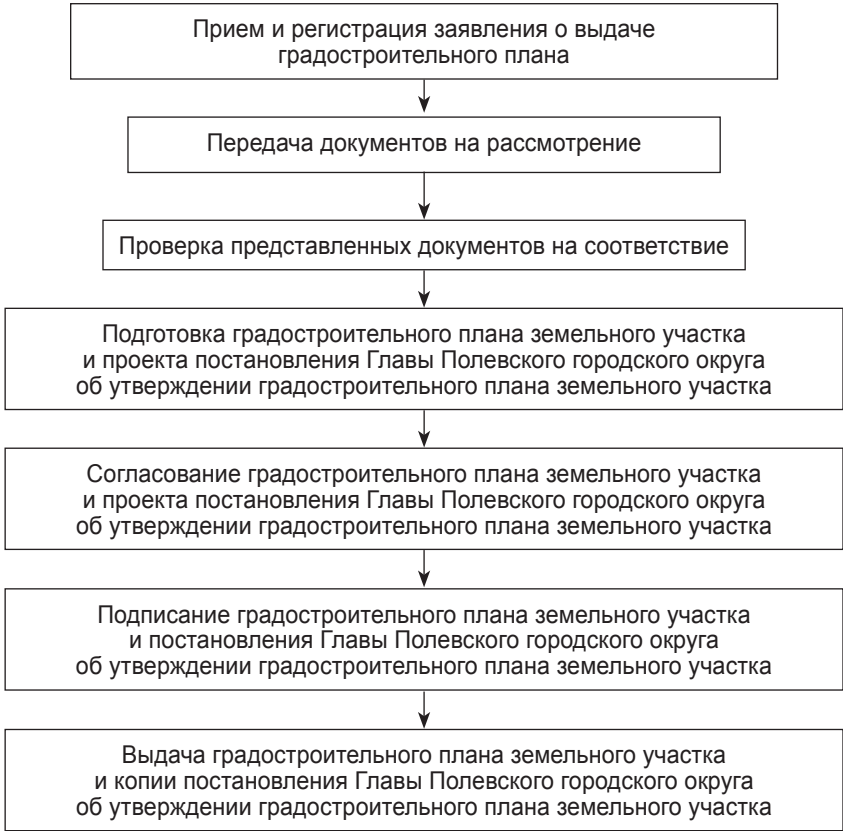 Прием и регистрация заявления о выдаче
градостроительного плана
Передача документов на рассмотрение
Проверка представленных документов на соответствие
Подготовка градостроительного плана земельного участка
и проекта постановления Главы Полевского городского округа
об утверждении градостроительного плана земельного участка
Согласование градостроительного плана земельного участка
и проекта постановления Главы Полевского городского округа
об утверждении градостроительного плана земельного участка
Подписание градостроительного плана земельного участка
и постановления Главы Полевского городского округа
об утверждении градостроительного плана земельного участка
Выдача градостроительного плана земельного участка
и копии постановления Главы Полевского городского округа
об утверждении градостроительного плана земельного участка